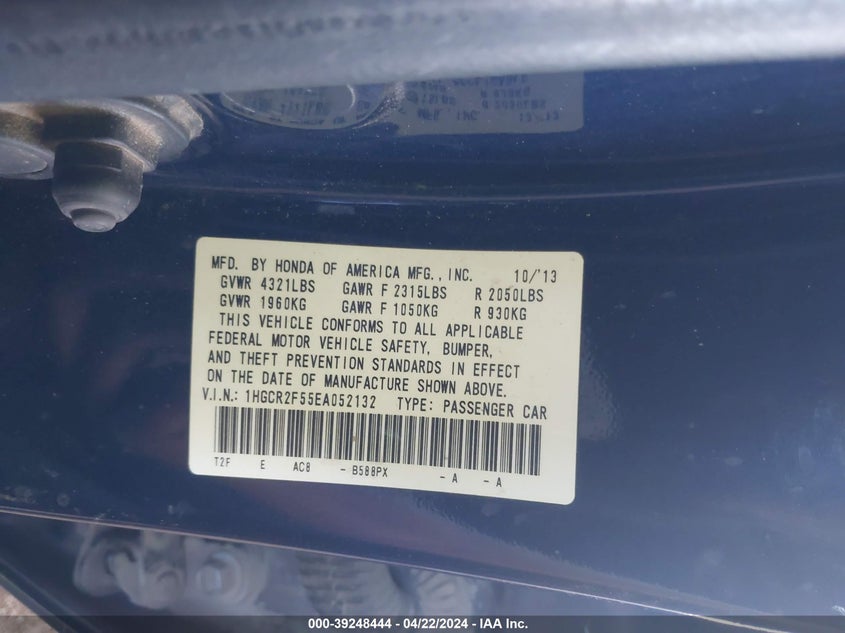 MFD. BY HONDA OF AMERICA MFG., INC. 10/'13
GVWR 4321LBS GAWR F 2315LBS R 2050LBS
GVWR 1960KG GAWR F 1050KG R 930KG
THIS VEHICLE CONFORMS TO ALL APPLICABLE
FEDERAL MOTOR VEHICLE SAFETY, BUMPER,
AND THEFT PREVENTION STANDARDS IN EFFECT
ON THE DATE OF MANUFACTURE SHOWN ABOVE.
V.I.N.: 1HGCR2F55EA052132 TYPE: PASSENGER CAR
T2F E AC8 - B588PX - A - A
000-39248444 - 04/22/2024 - IAA Inc.